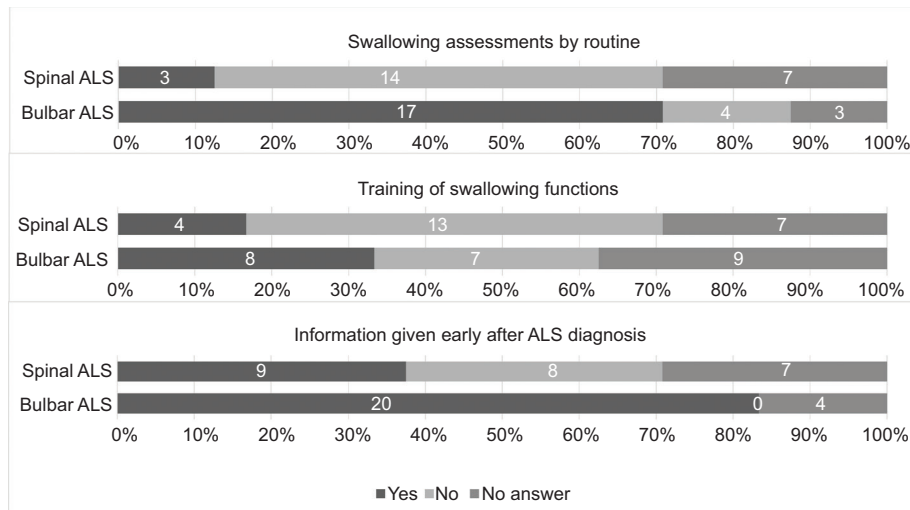 Swallowing assessments by routine
Spinal ALS 3 14 7
Bulbar ALS 17 4 3
0% 10% 20% 30% 40% 50% 60% 70% 80% 90% 100%
Training of swallowing functions
Spinal ALS 4 13 7
Bulbar ALS 8 7 9
0% 10% 20% 30% 40% 50% 60% 70% 80% 90% 100%
Information given early after ALS diagnosis
Spinal ALS 9 8 7
Bulbar ALS 20 0 4
0% 10% 20% 30% 40% 50% 60% 70% 80% 90% 100%
Yes No No answer